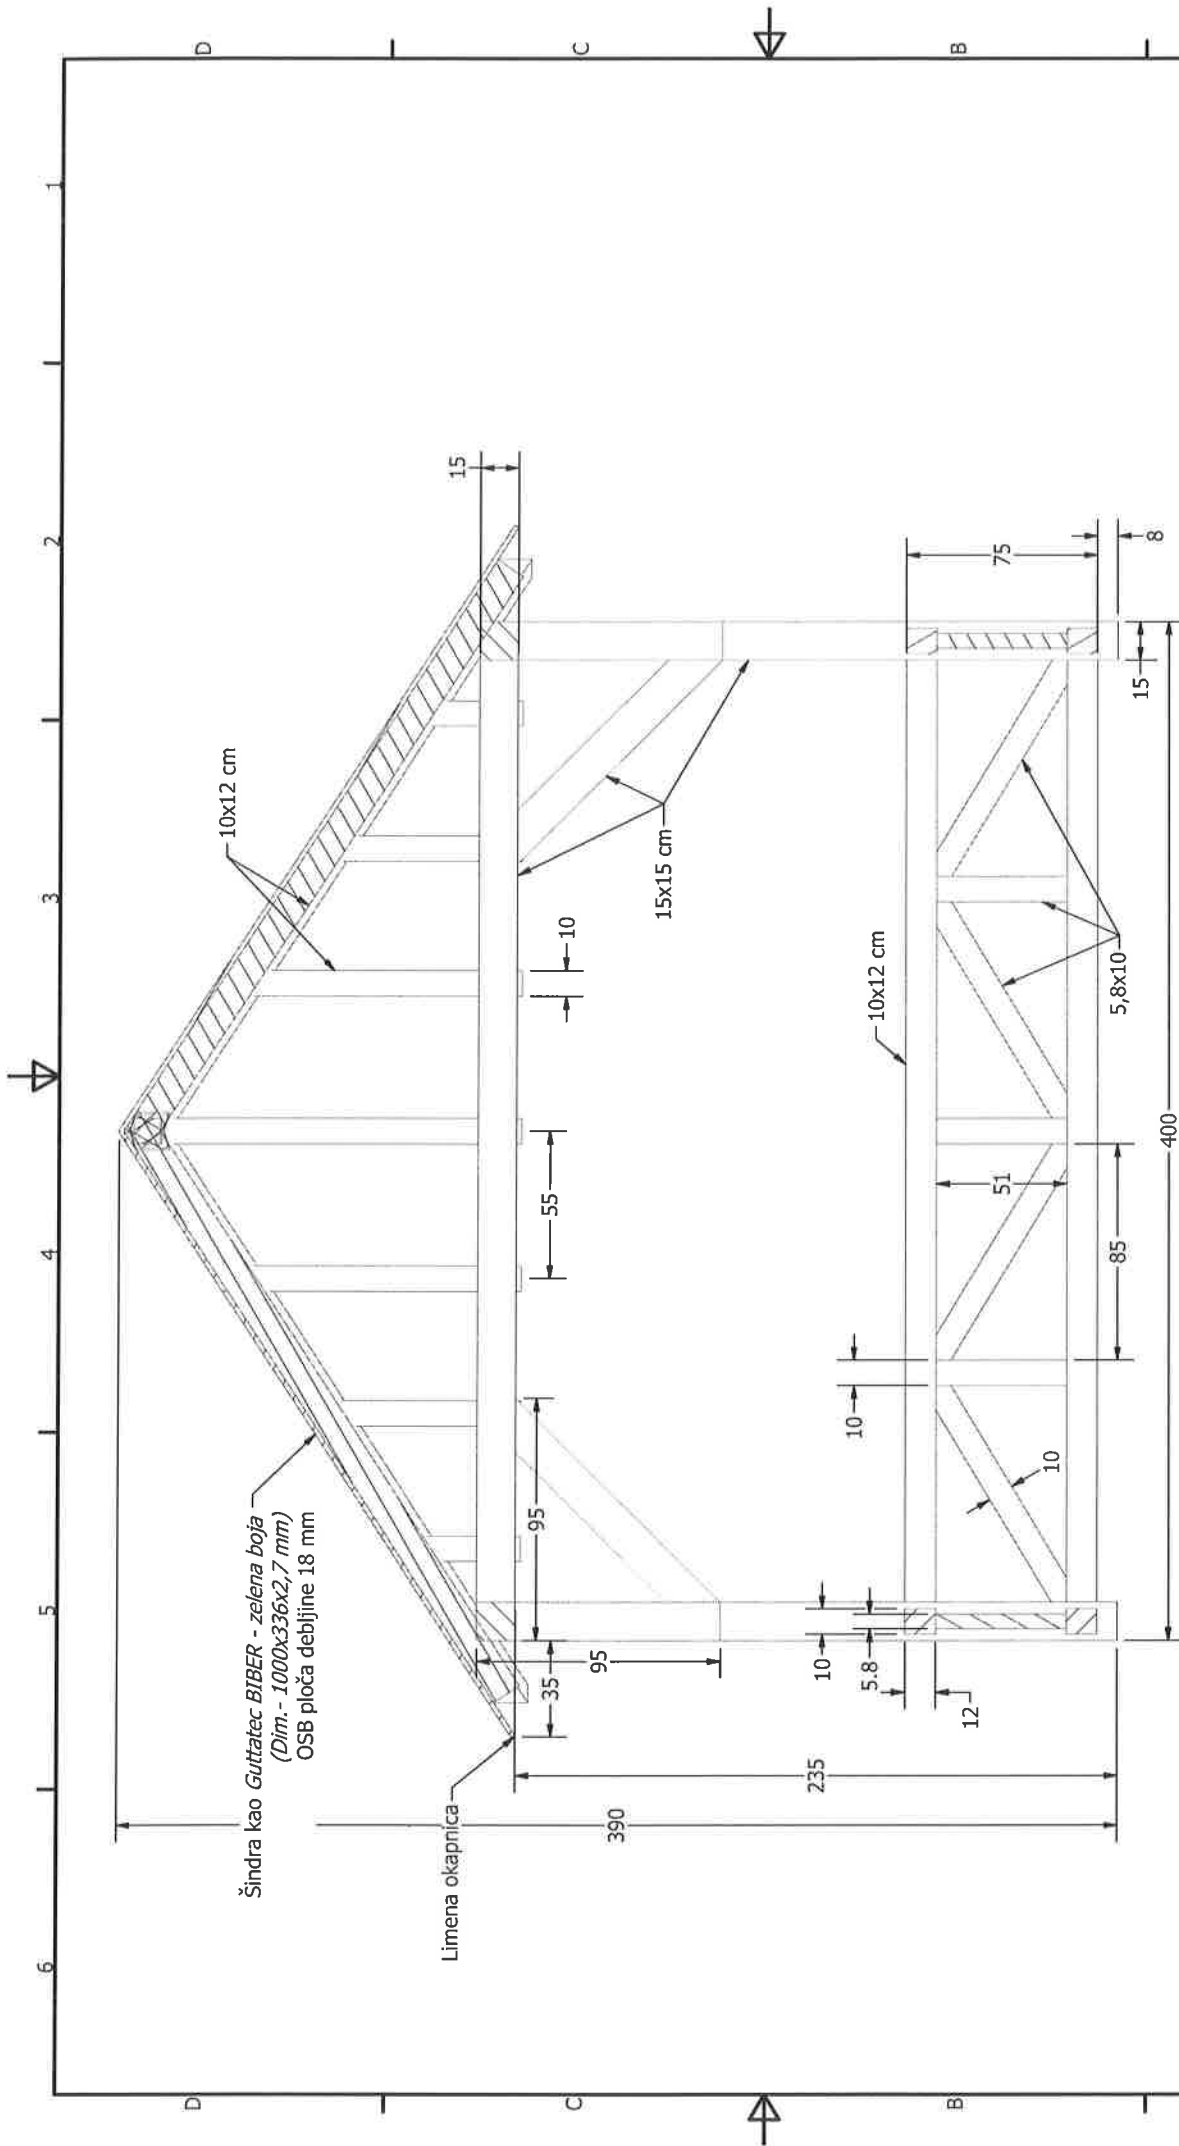 6
5
4
3
2
1
D
C
B
D
C
B
Šindra kao Guttatec BIBER - zelena boja
(Dim.- 1000x336x2,7 mm)
OSB ploča debljine 18 mm
10x12 cm
Limena okapnica
15
35
95
95
55
10
15x15 cm
390
235
10
5.8
12
10
10x12 cm
75
8
51
10
85
5,8x10
15
400